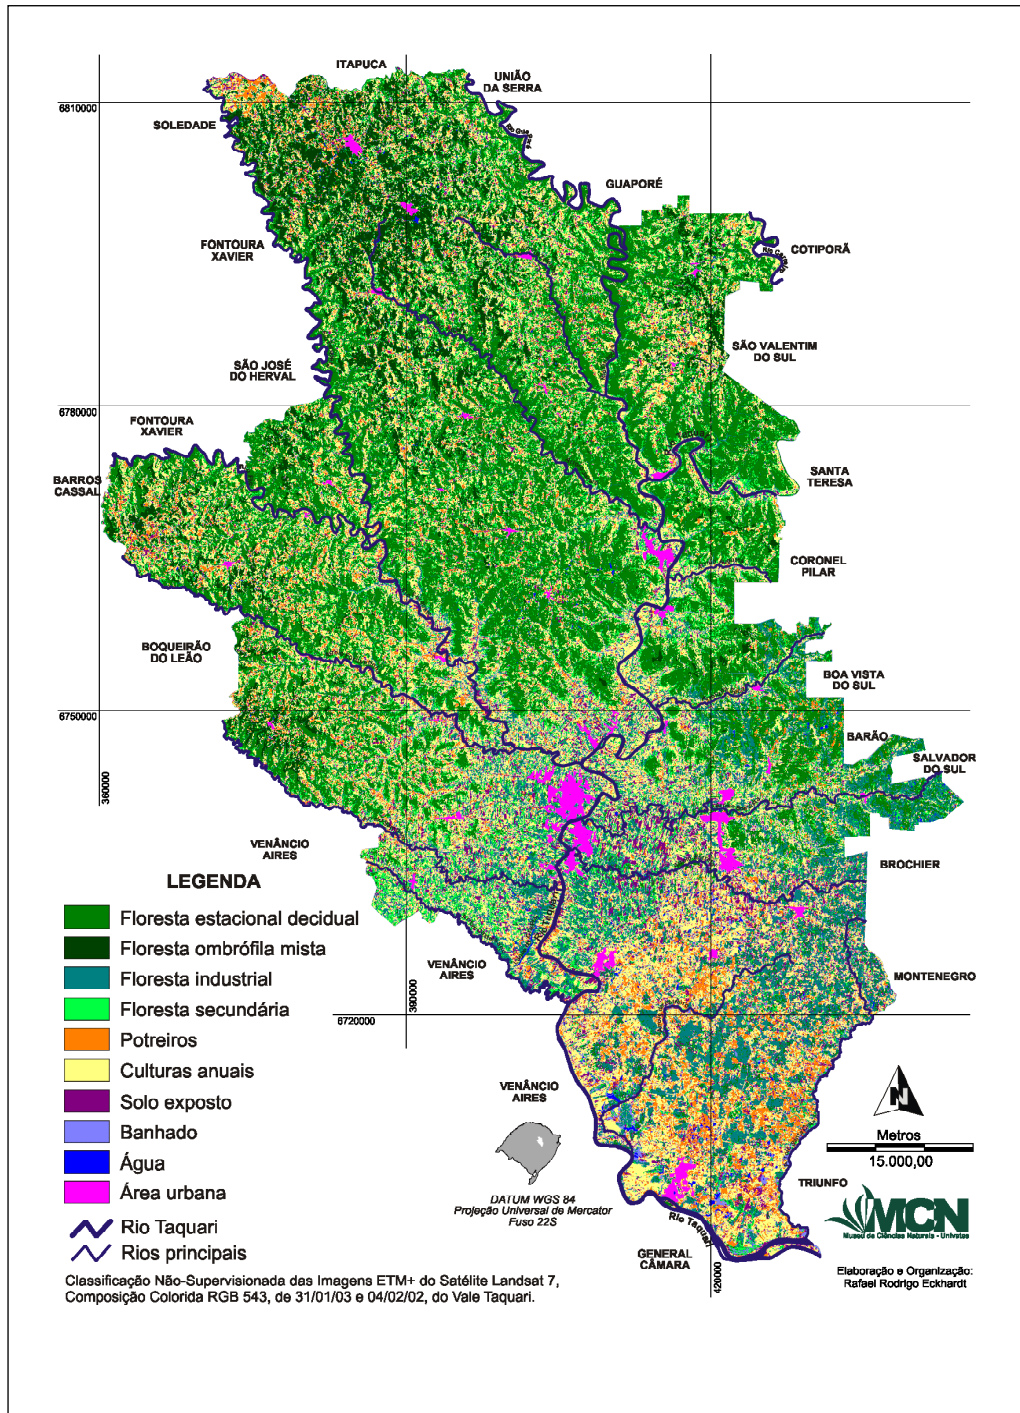 ITAPUCA
UNIÃO
DA SERRA
6810000
SOLEDADE
GUAPORÉ
FONTOURA
XAVIER
COTIPORÃ
SÃO VALENTIM
DO SUL
SÃO JOSÉ
DO HERVAL
6780000
FONTOURA
XAVIER
BARROS
CASSAL
SANTA
TERESA
CORONEL
PILAR
BOQUEIRÃO
DO LEÃO
BOA VISTA
DO SUL
6750000
BARÃO
SALVADOR
DO SUL
360000
VENÂNCIO
AIRES
BROCHIER
LEGENDA
Floresta estacional decidual
Floresta ombrófila mista
Floresta industrial
Floresta secundária
Potreiros
Culturas anuais
Solo exposto
Banhado
Água
Área urbana
Rio Taquari
Rios principais
VENÂNCIO
AIRES
MONTENEGRO
390000
6720000
VENÂNCIO
AIRES
N
Metros
15.000,00
TRIUNFO
DATUM WGS 84
Projeção Universal de Mercator
Fuso 22S
MCN
Museu de Ciências Naturais - Univates
Rio Taquari
GENERAL
CÂMARA
420000
Elaboração e Organização:
Rafael Rodrigo Eckhardt
Classificação Não-Supervisionada das Imagens ETM+ do Satélite Landsat 7,
Composição Colorida RGB 543, de 31/01/03 e 04/02/02, do Vale Taquari.